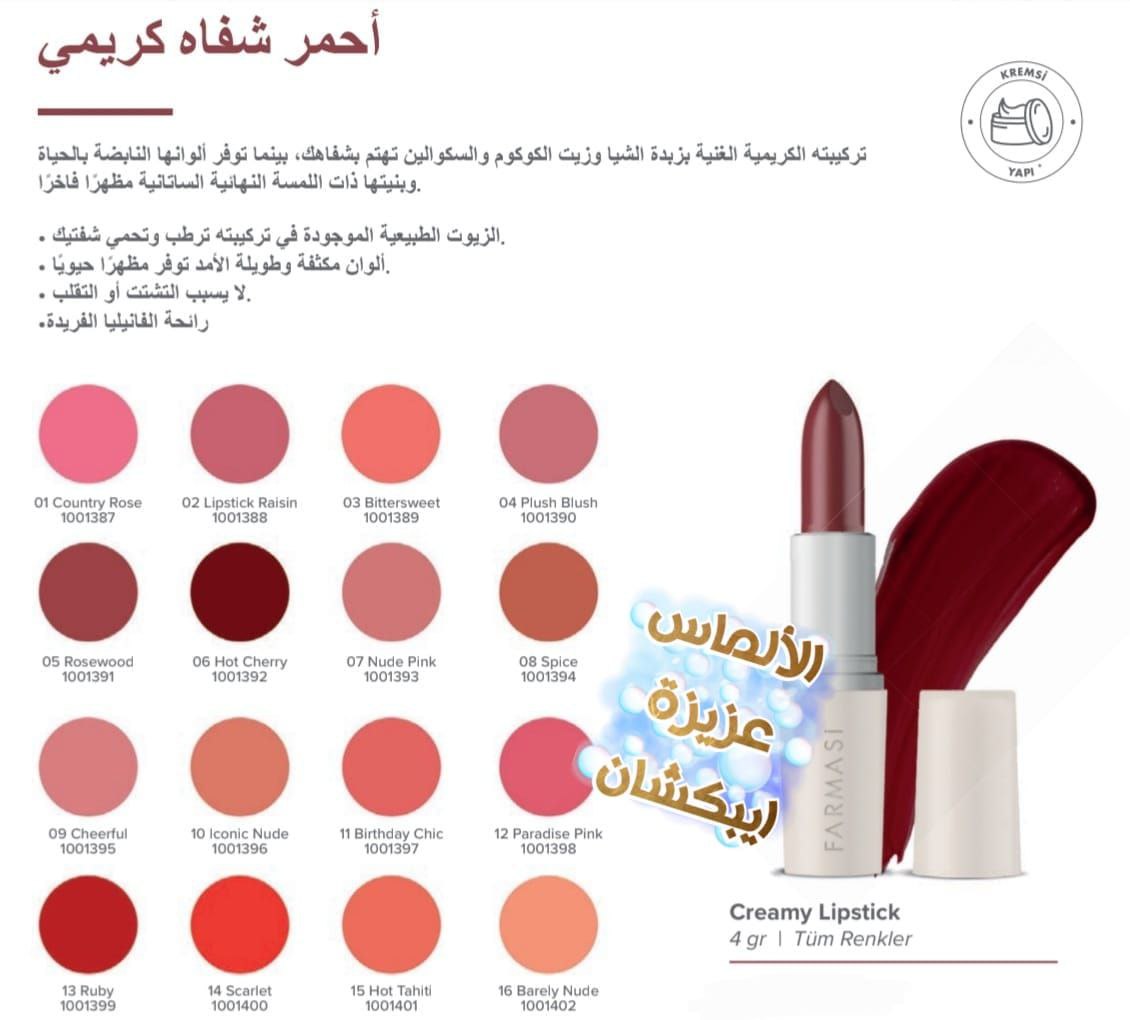 أحمر شفاه كريمي
KREMSİ
YAPI
تركيبته الكريمية الغنية بزبدة الشيا وزيت الكوكوم والسكوالين تهتم بشفاهك، بينما توفر ألوانها النابضة بالحياة
وبنيتها ذات اللمسة النهائية الساتانية مظهرًا فاخرًا.
• الزيوت الطبيعية الموجودة في تركيبته ترطب وتحمي شفتيك.
• ألوان مكثفة وطويلة الأمد توفر مظهرًا حيويًا.
• لا يسبب التشتت أو التقلب.
•رائحة الفانيليا الفريدة
01 Country Rose
1001387
02 Lipstick Raisin
1001388
03 Bittersweet
1001389
04 Plush Blush
1001390
05 Rosewood
1001391
06 Hot Cherry
1001392
07 Nude Pink
1001393
08 Spice
1001394
09 Cheerful
1001395
10 Iconic Nude
1001396
11 Birthday Chic
1001397
12 Paradise Pink
1001398
13 Ruby
1001399
14 Scarlet
1001400
15 Hot Tahiti
1001401
16 Barely Nude
1001402
الألماس
عزيزة
ايبكشان
FARMASİ
Creamy Lipstick
4 gr | Tüm Renkler